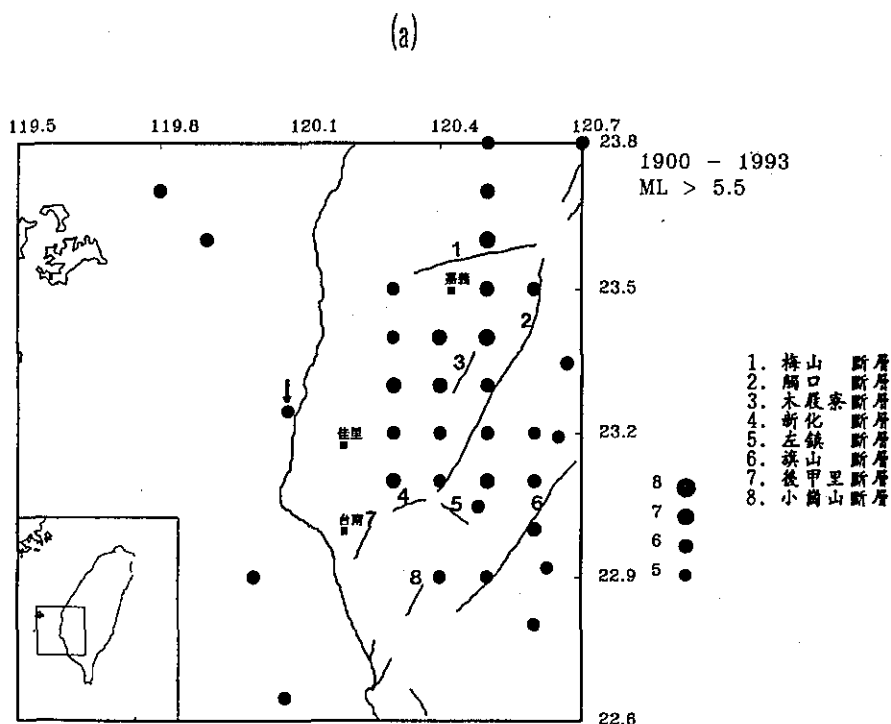 (a)
119.5 119.8 120.1 120.4 120.7
23.8
1900 - 1993
ML > 5.5
1
嘉義
23.5
2
3
1. 梅山 斷層
2. 觸口 斷層
3. 木屐寮 斷層
4. 新化 斷層
5. 左鎮 斷層
6. 旗山 斷層
7. 後甲里 斷層
8. 小崗山 斷層
佳里
23.2
4
5
6
8
7
6
5
台南
7
8
22.9
22.6